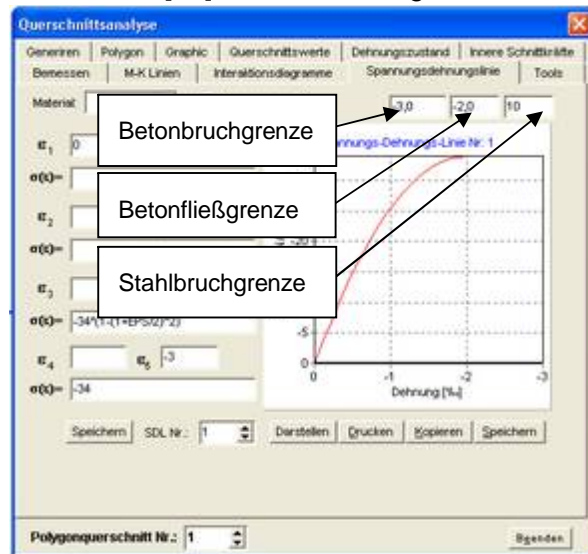 Querschnittsanalyse
Generiren Polygon Graphic Querschnittswerte Dehnungszustand Innere Schnittkräfte
Bemessen M-K Linien Interaktionsdiagramme Spannungsdehnungslinie Tools
Material:
-3,0 -2,0 10
Betonbruchgrenze
nnungs-Dehnungs-Linie Nr: 1
ε1 0
σ(ε)=
Betonfließgrenze
ε2
σ(ε)=
-20
Stahlbruchgrenze
ε3
σ(ε)= -34*(1-(1+EPS/2)^2)
-5
ε4 ε5 -3
0
0 -1 -2 -3
σ(ε)= -34
Dehnung [‰]
Speichern SDL Nr.: 1 Darstellen Drucken Kopieren Speichern
Polygonquerschnitt Nr.: 1 Beenden